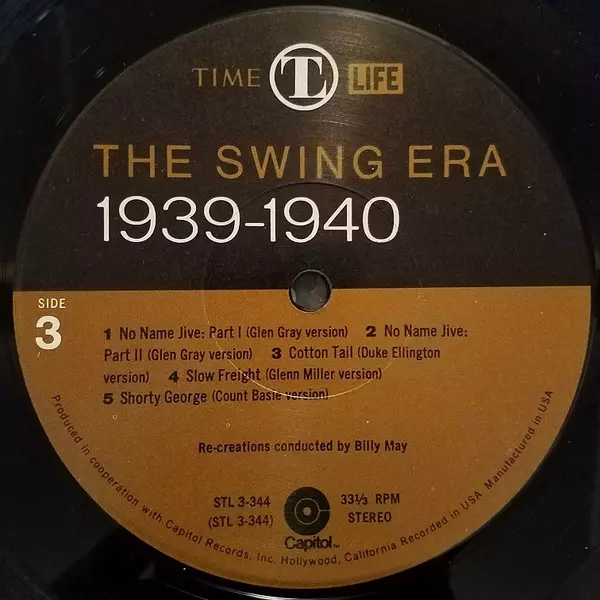 TIME TL LIFE
THE SWING ERA
1939-1940
SIDE
3
1 No Name Jive: Part I (Glen Gray version) 2 No Name Jive:
Part II (Glen Gray version) 3 Cotton Tail (Duke Ellington
version) 4 Slow Freight (Glenn Miller version)
5 Shorty George (Count Basie version)
Re-creations conducted by Billy May
STL 3-344
(STL 3-344)
33⅓ RPM
STEREO
Capitol™
Produced in cooperation with Capitol Records, Inc. Hollywood, California Recorded in USA Manufactured in USA